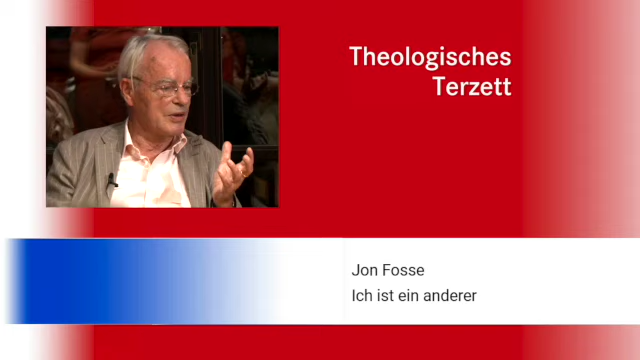 Theologisches
Terzett
Jon Fosse
Ich ist ein anderer